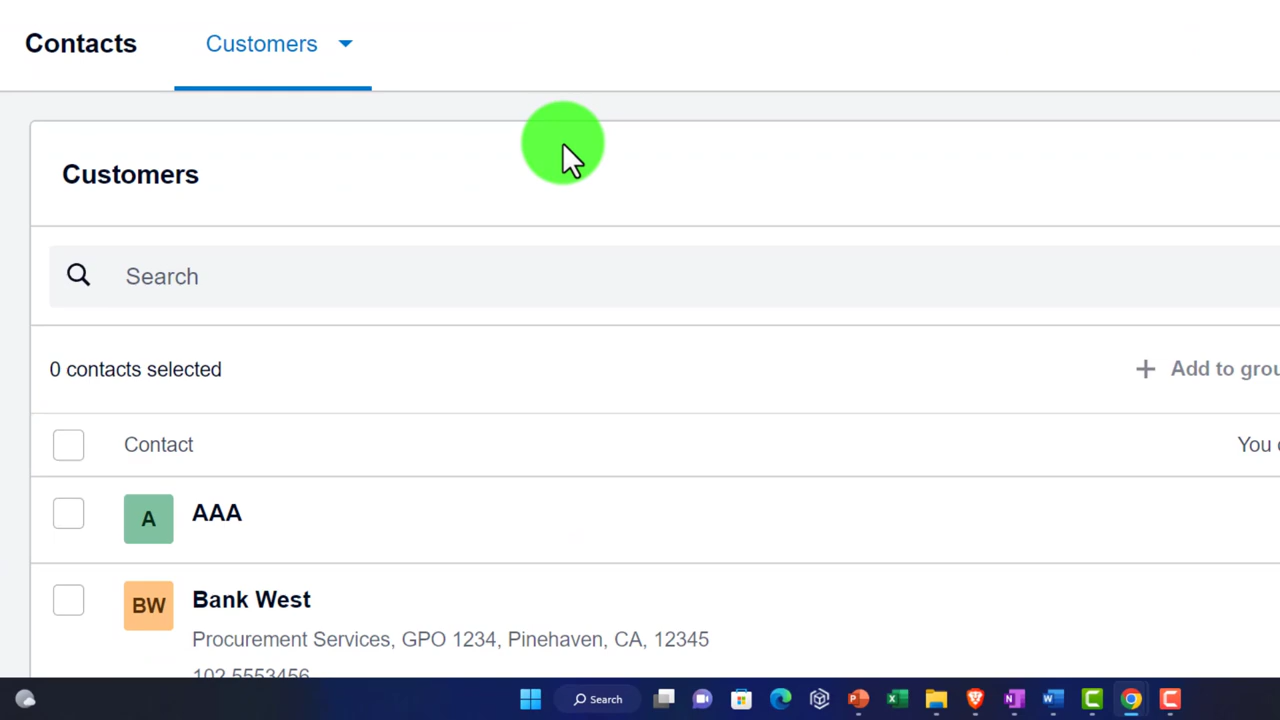 Contacts Customers
Customers
Search
0 contacts selected
Add to grou
Contact
You
A AAA
BW Bank West
Procurement Services, GPO 1234, Pinehaven, CA, 12345
102 5553456
Search